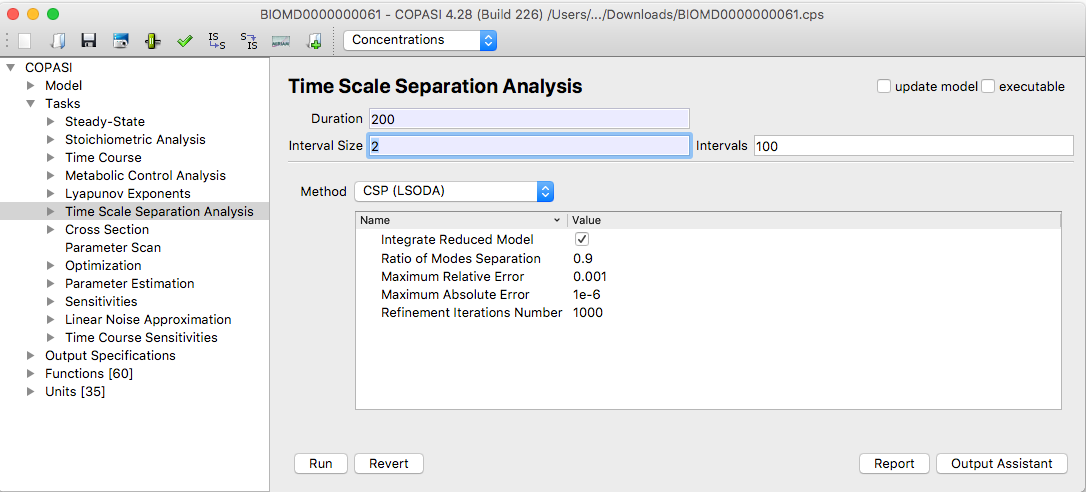 BIOMD0000000061 - COPASI 4.28 (Build 226) /Users/.../Downloads/BIOMD0000000061.cps
IS S S IS Concentrations
COPASI
Model
Tasks
Steady-State
Stoichiometric Analysis
Time Course
Metabolic Control Analysis
Lyapunov Exponents
Time Scale Separation Analysis
Cross Section
Parameter Scan
Optimization
Parameter Estimation
Sensitivities
Linear Noise Approximation
Time Course Sensitivities
Output Specifications
Functions [60]
Units [35]
Time Scale Separation Analysis update model executable
Duration 200
Interval Size 2 Intervals 100
Method CSP (LSODA)
Name Value
Integrate Reduced Model
Ratio of Modes Separation 0.9
Maximum Relative Error 0.001
Maximum Absolute Error 1e-6
Refinement Iterations Number 1000
Run Revert Report Output Assistant